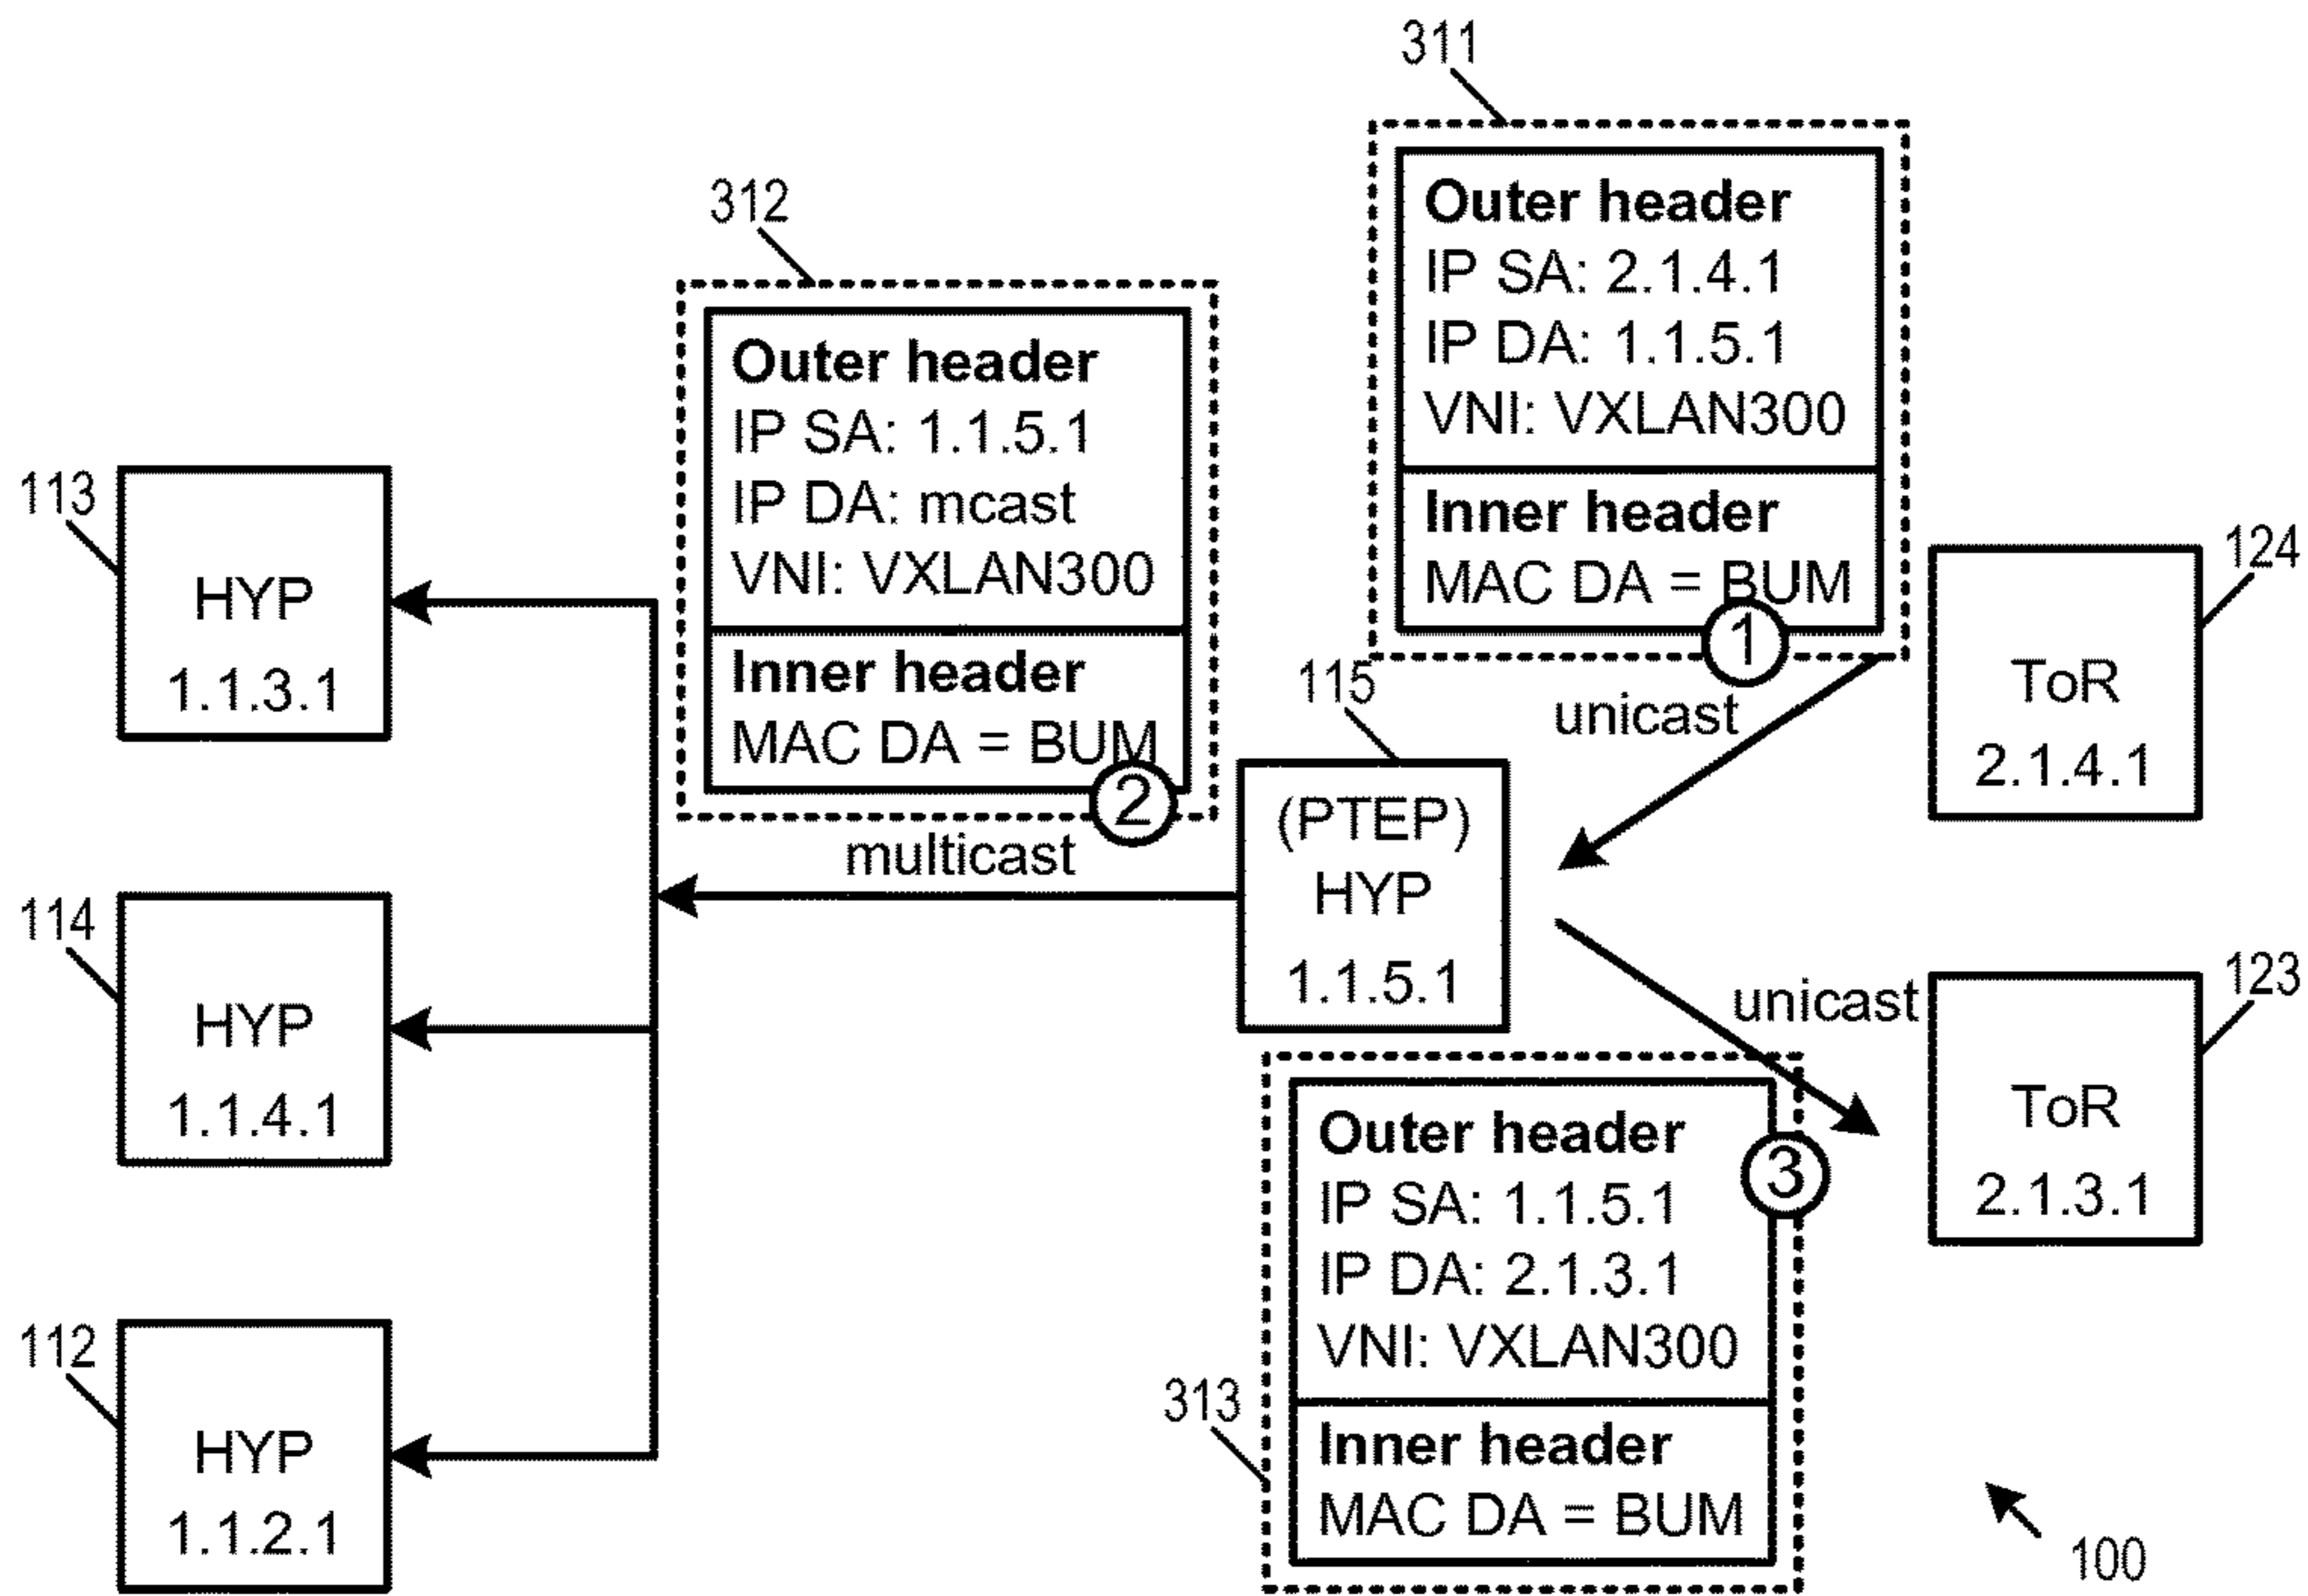 311
Outer header
IP SA: 2.1.4.1
IP DA: 1.1.5.1
VNI: VXLAN300
Inner header
MAC DA = BUM
1
unicast
312
Outer header
IP SA: 1.1.5.1
IP DA: mcast
VNI: VXLAN300
Inner header
MAC DA = BUM
2
multicast
113
HYP
1.1.3.1
124
ToR
2.1.4.1
115
(PTEP)
HYP
1.1.5.1
114
HYP
1.1.4.1
unicast
123
ToR
2.1.3.1
313
Outer header
IP SA: 1.1.5.1
IP DA: 2.1.3.1
VNI: VXLAN300
Inner header
MAC DA = BUM
3
112
HYP
1.1.2.1
100